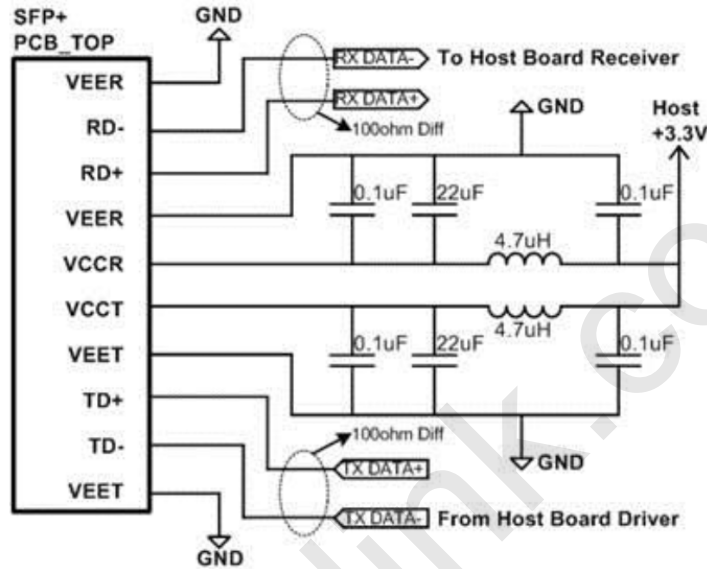 SFP+
PCB_TOP
GND
VEER
RX DATA-
To Host Board Receiver
RD-
RX DATA+
100ohm Diff
GND
Host
+3.3V
RD+
0.1uF
22uF
0.1uF
VEER
4.7uH
VCCR
VCCT
4.7uH
VEET
0.1uF
22uF
0.1uF
TD+
100ohm Diff
TD-
TX DATA+
GND
VEET
TX DATA-
From Host Board Driver
GND
link.co